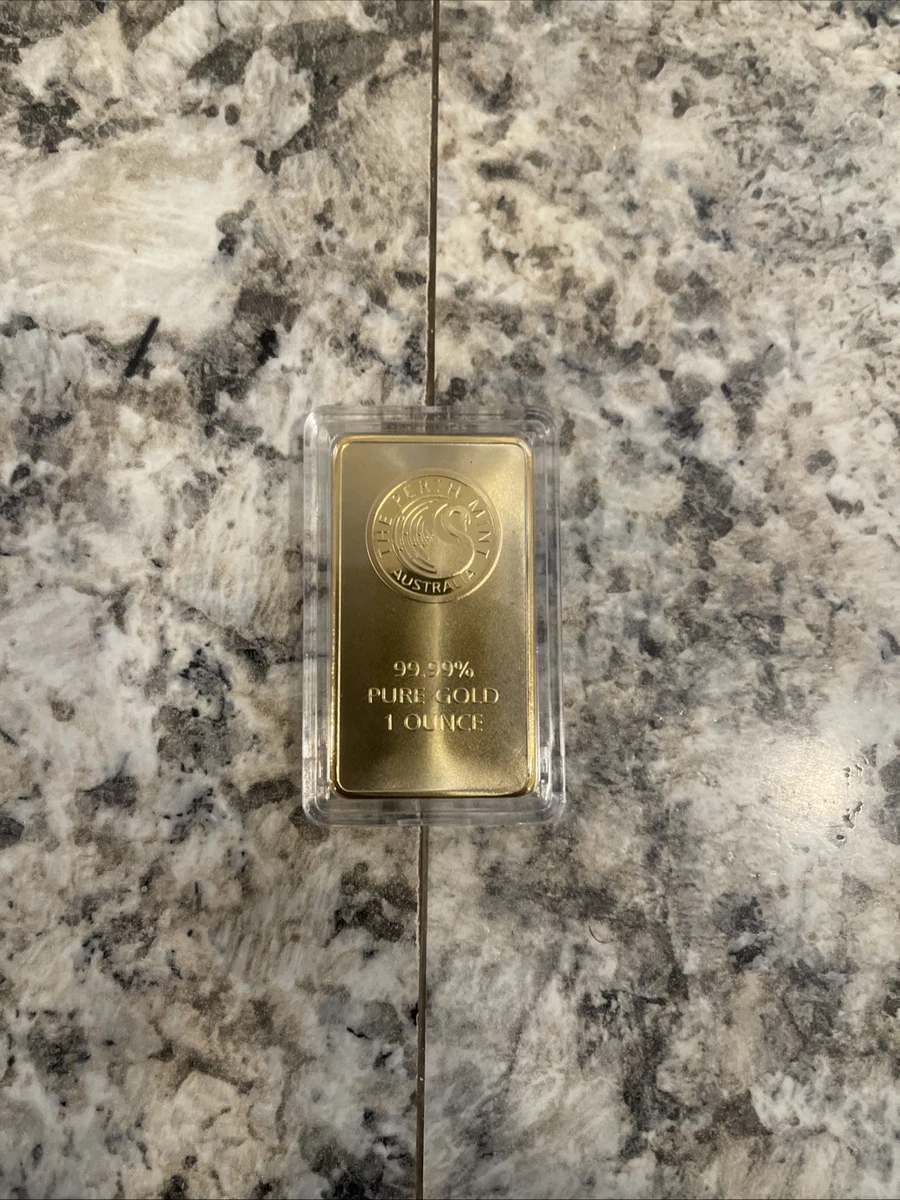 THE PERTH MINT
AUSTRALIA
99.99%
PURE GOLD
1 OUNCE